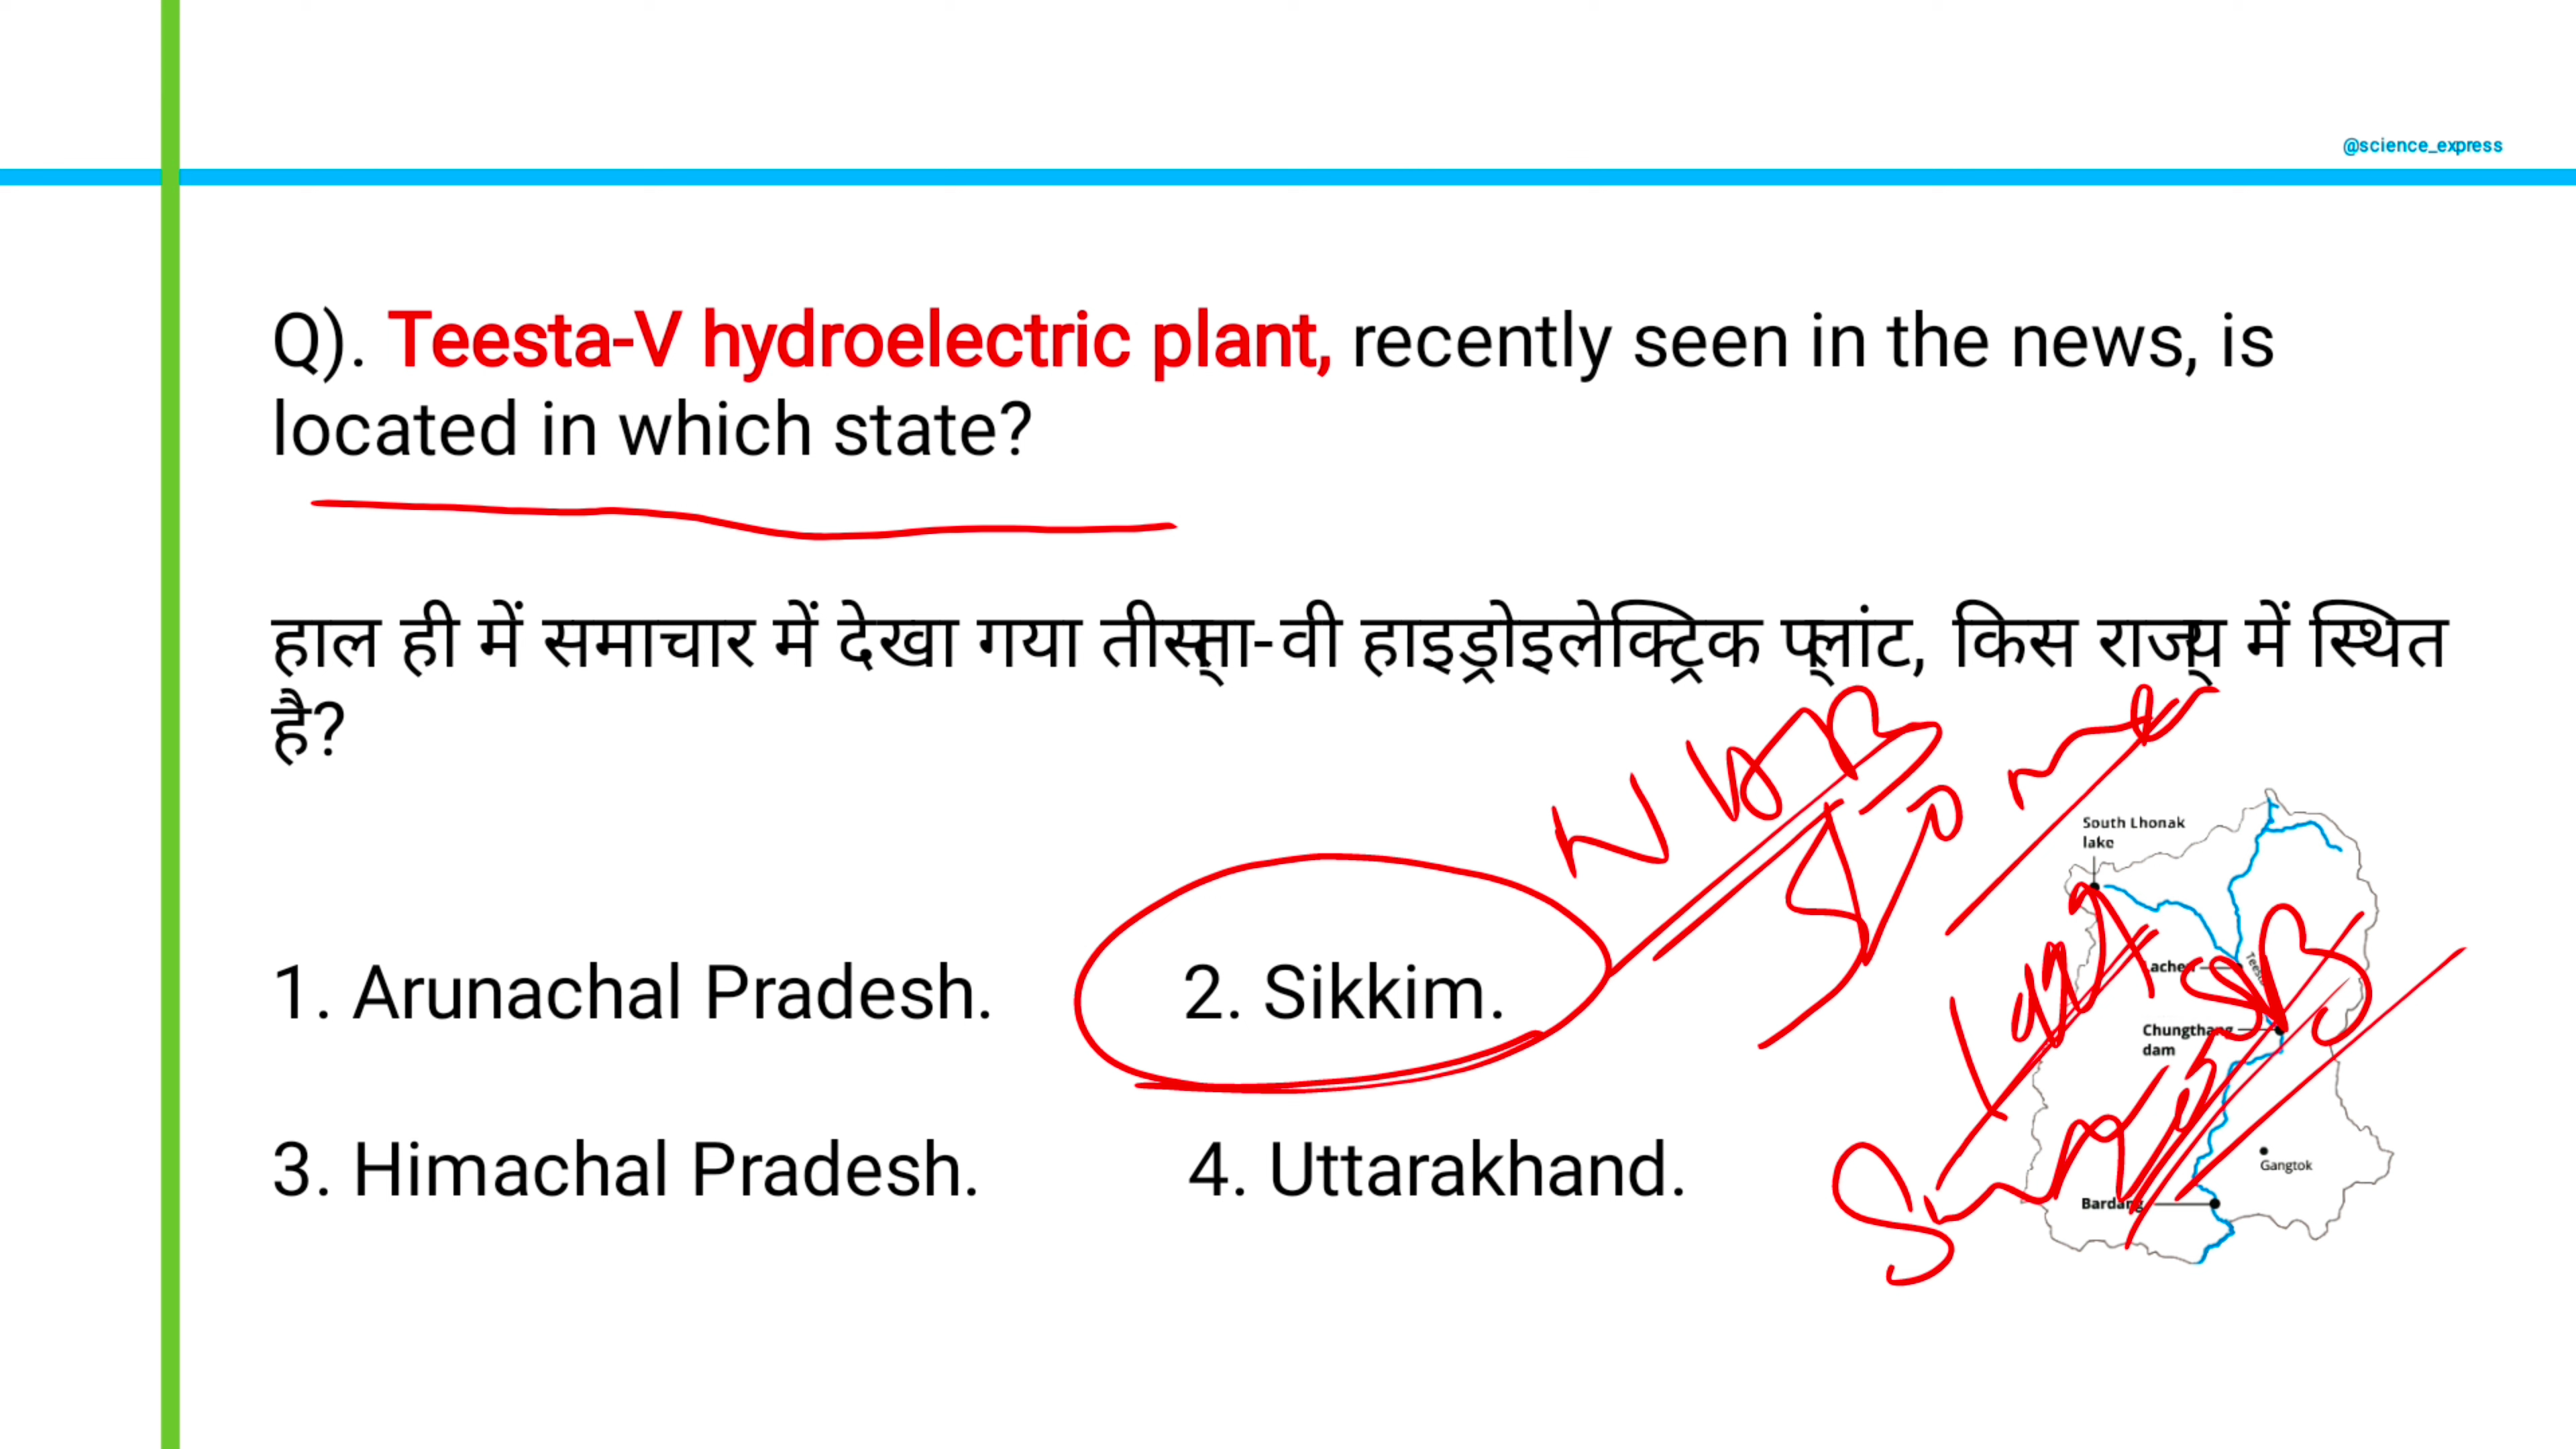 @science_express
Q). Teesta-V hydroelectric plant, recently seen in the news, is
located in which state?
हाल ही में समाचार में देखा गया तीस्ता-वी हाइड्रोइलेक्ट्रिक प्लांट, किस राज्य में स्थित
है?
South Lhonak
lake
Chungthang
dam
1. Arunachal Pradesh.
2. Sikkim.
3. Himachal Pradesh.
4. Uttarakhand.
Gangtok
Bardang